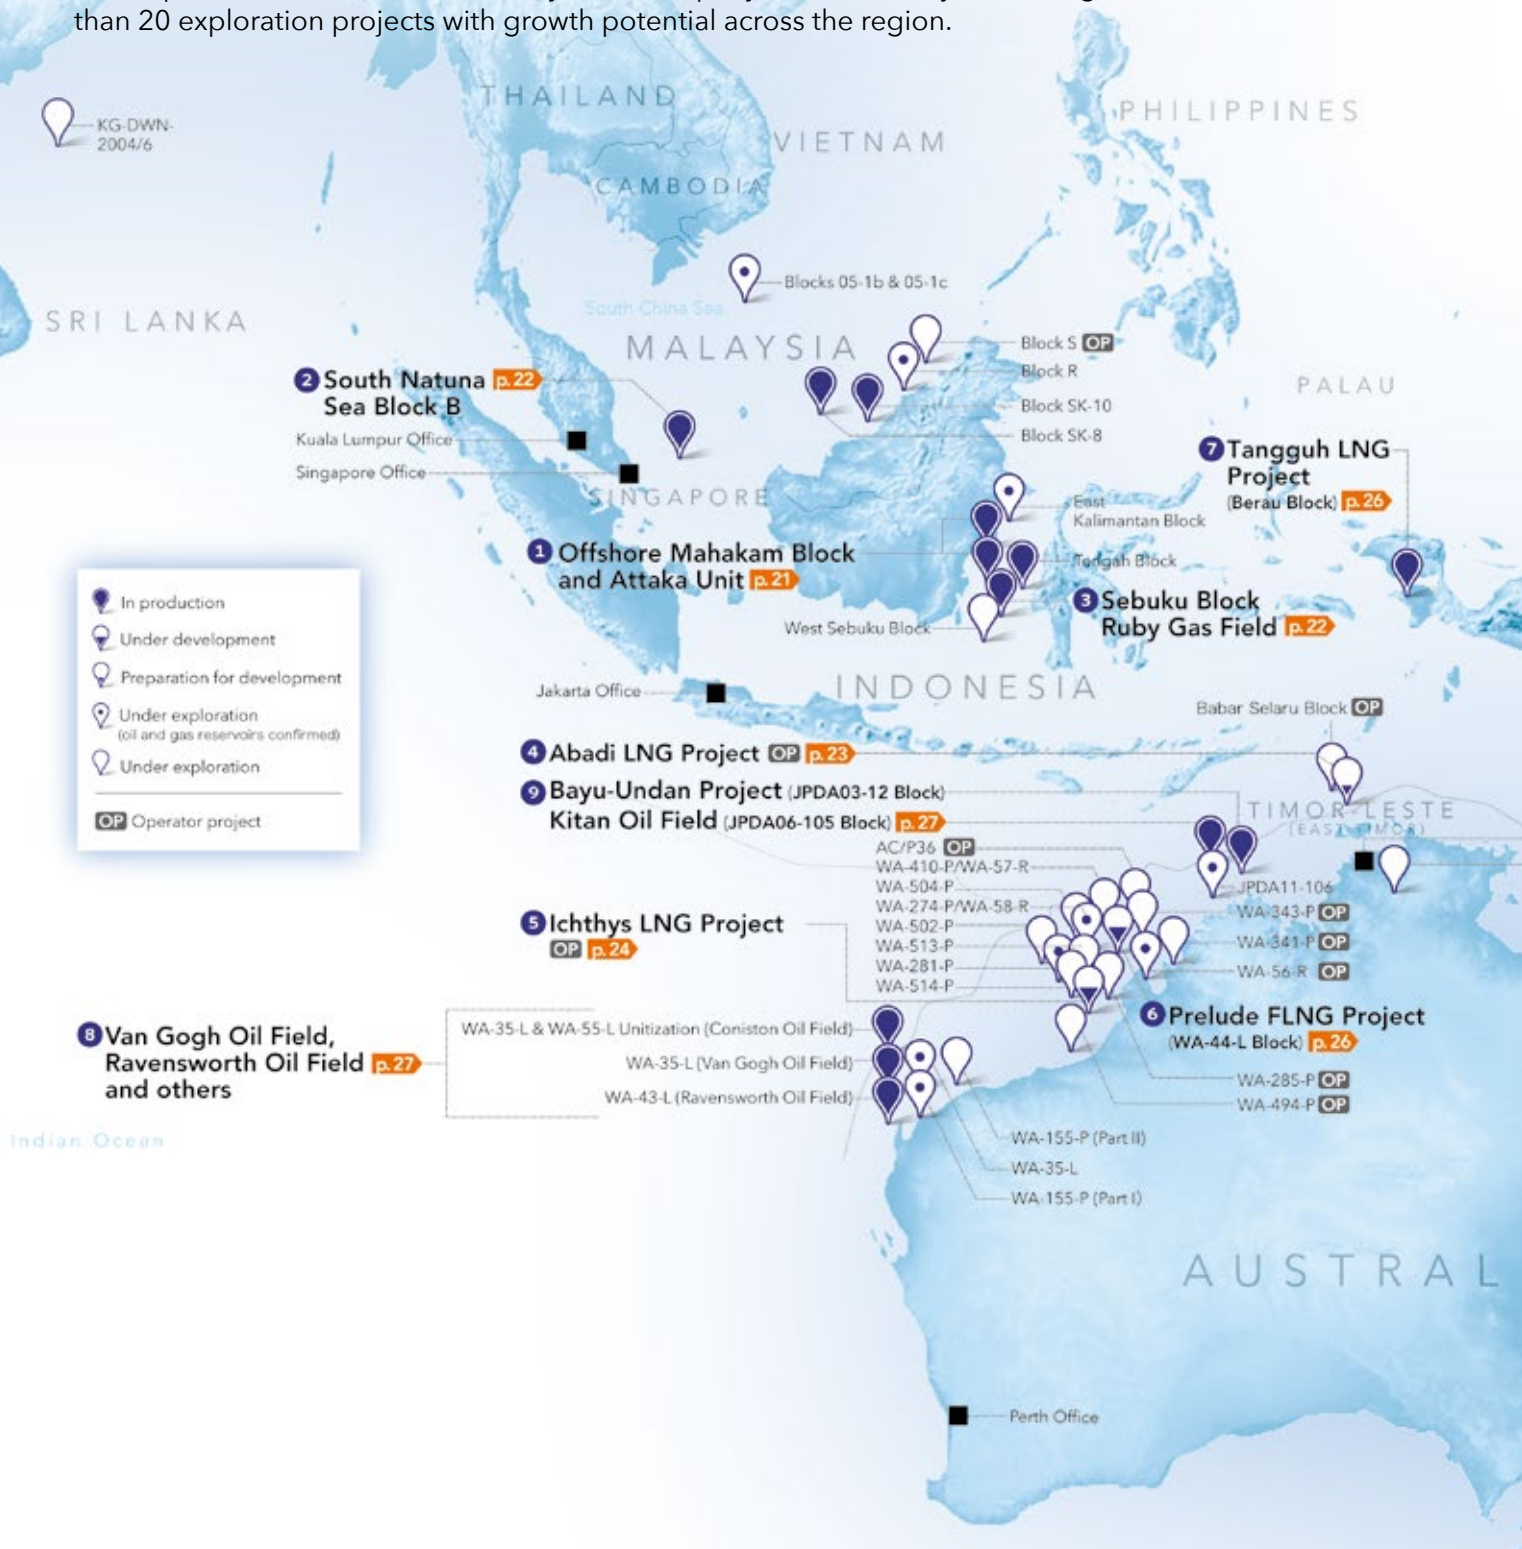 than 20 exploration projects with growth potential across the region.
THAILAND
PHILIPPINES
KG-DWN-
2004/6
VIETNAM
CAMBODIA
Blocks 05-1b & 05-1c
South China Sea
SRI LANKA
MALAYSIA
Block S OP
Block R
2 South Natuna p.22
Sea Block B
PALAU
Block SK-10
Block SK-8
Kuala Lumpur Office
Singapore Office
SINGAPORE
7 Tangguh LNG
Project
(Berau Block) p.26
East
Kalimantan Block
1 Offshore Mahakam Block
and Attaka Unit p.21
Tengah Block
3 Sebuku Block
Ruby Gas Field p.22
West Sebuku Block
In production
Under development
Preparation for development
Under exploration
(oil and gas reservoirs confirmed)
Under exploration
OP Operator project
Jakarta Office
INDONESIA
Babar Selaru Block OP
4 Abadi LNG Project OP p.23
9 Bayu-Undan Project (JPDA03-12 Block)
Kitan Oil Field (JPDA06-105 Block) p.27
TIMOR-LESTE
(EAST TIMOR)
AC/P36 OP
WA-410-P/WA-57-R
WA-504-P
WA-274-P/WA-58-R
WA-502-P
WA-513-P
WA-281-P
WA-514-P
JPDA11-106
WA-343-P OP
WA-341-P OP
WA-56-R OP
5 Ichthys LNG Project
OP p.24
6 Prelude FLNG Project
(WA-44-L Block) p.26
8 Van Gogh Oil Field,
Ravensworth Oil Field p.27
and others
WA-35-L & WA-55-L Unitization (Coniston Oil Field)
WA-35-L (Van Gogh Oil Field)
WA-43-L (Ravensworth Oil Field)
WA-285-P OP
WA-494-P OP
Indian Ocean
WA-155-P (Part II)
WA-35-L
WA-155-P (Part I)
AUSTRAL
Perth Office